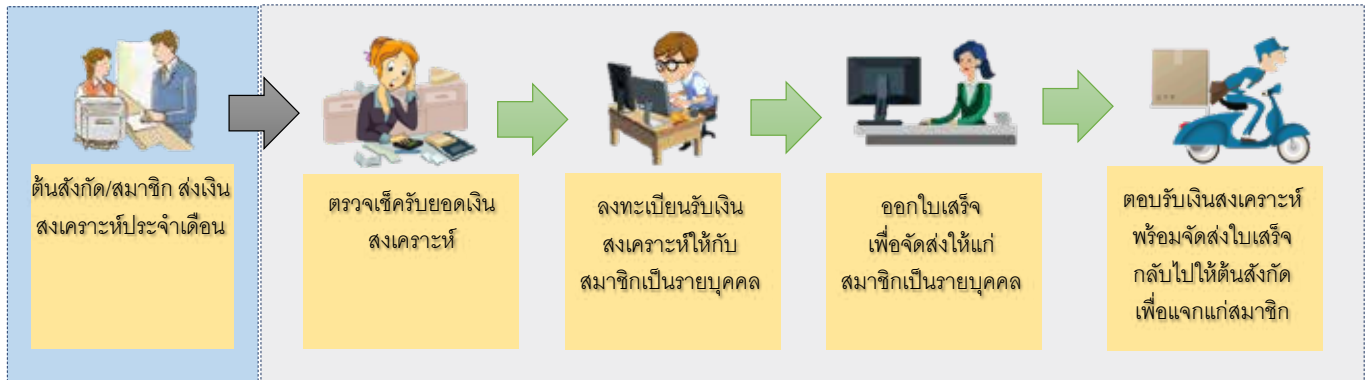 ต้นสังกัด/สมาชิก ส่งเงิน
สงเคราะห์ประจำเดือน
ตรวจเช็ครับยอดเงิน
สงเคราะห์
ลงทะเบียนรับเงิน
สงเคราะห์ให้กับ
สมาชิกเป็นรายบุคคล
ออกใบเสร็จ
เพื่อจัดส่งให้แก่
สมาชิกเป็นรายบุคคล
ตอบรับเงินสงเคราะห์
พร้อมจัดส่งใบเสร็จ
กลับไปให้ต้นสังกัด
เพื่อแจกแก่สมาชิก